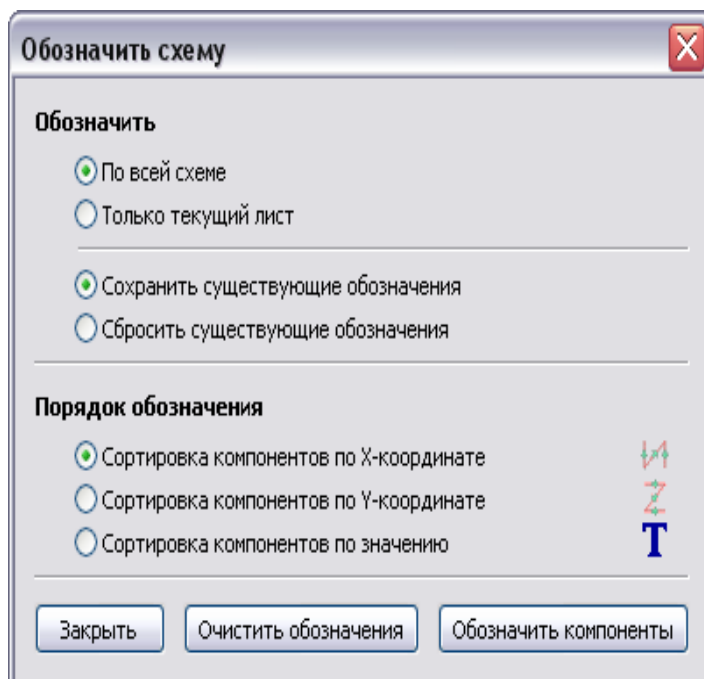 Обозначить схему
Обозначить
По всей схеме
Только текущий лист
Сохранить существующие обозначения
Сбросить существующие обозначения
Порядок обозначения
Сортировка компонентов по X-координате
Сортировка компонентов по Y-координате
Сортировка компонентов по значению
T
Закрыть
Очистить обозначения
Обозначить компоненты